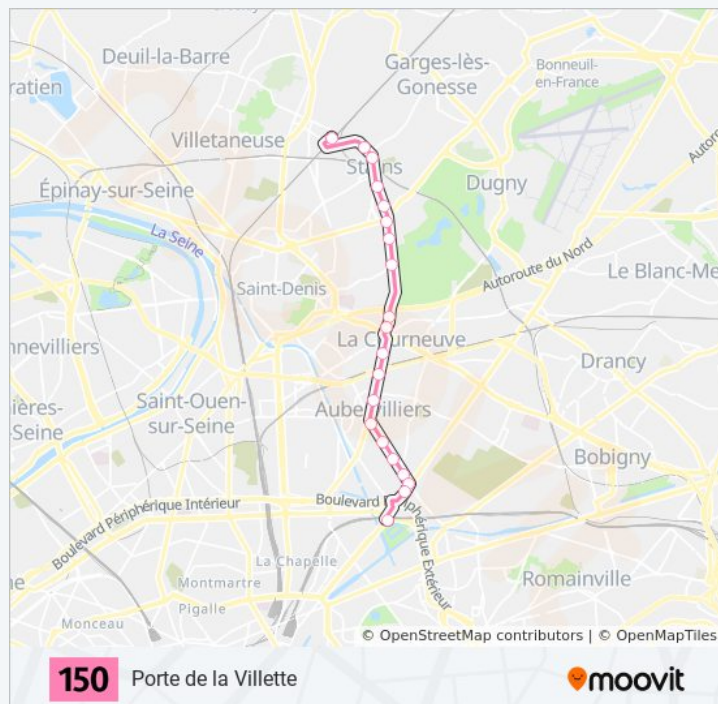 Deuil-la-Barre
Garges-lès-
Gonesse
Bonneuil-
en-France
ratien
Villetaneuse
Autoro
Stains
Dugny
Épinay-sur-Seine
La Seine
Autoroute du Nord
Le Blanc-Me
Saint-Denis
La Courneuve
nnevilliers
Drancy
ières-
-Seine
Saint-Ouen-
sur-Seine
Aubervilliers
Bobigny
Boulevard Périphérique Intérieur
Boulevard Périphérique Extérieur
La Chapelle
ne
Montmartre
Pigalle
Romainville
Monceau
© OpenStreetMap contributors | © OpenMapTiles
150 Porte de la Villette
moovit